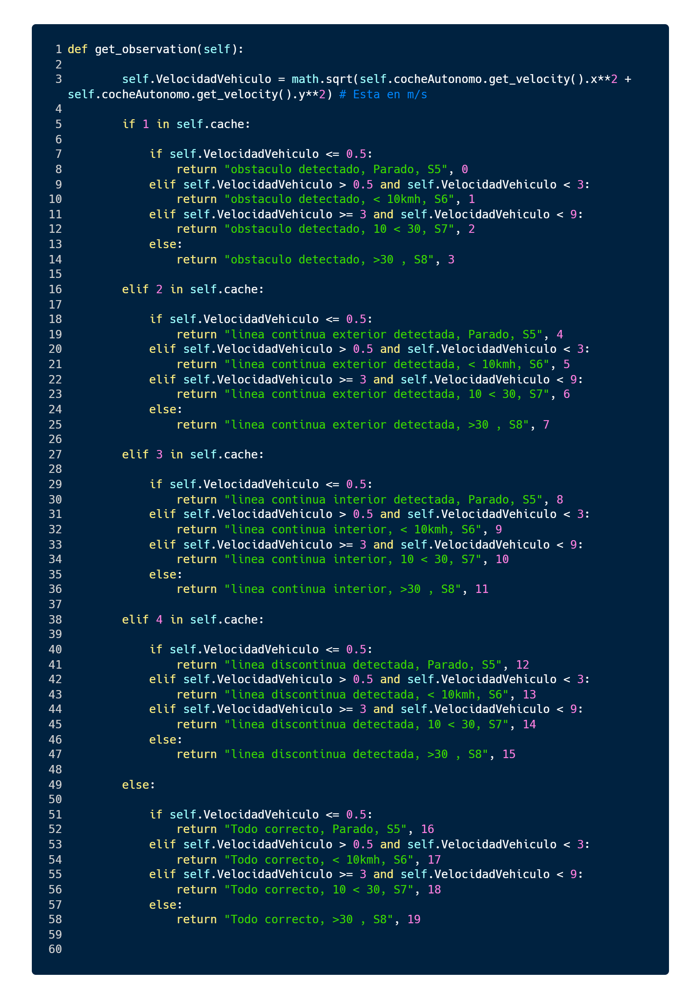 1 def get_observation(self):
2
3         self.VelocidadVehiculo = math.sqrt(self.cocheAutonomo.get_velocity().x**2 +
self.cocheAutonomo.get_velocity().y**2) # Esta en m/s
4
5         if 1 in self.cache:
6
7             if self.VelocidadVehiculo <= 0.5:
8                 return "obstaculo detectado, Parado, S5", 0
9             elif self.VelocidadVehiculo > 0.5 and self.VelocidadVehiculo < 3:
10                 return "obstaculo detectado, < 10kmh, S6", 1
11             elif self.VelocidadVehiculo >= 3 and self.VelocidadVehiculo < 9:
12                 return "obstaculo detectado, 10 < 30, S7", 2
13             else:
14                 return "obstaculo detectado, >30 , S8", 3
15
16         elif 2 in self.cache:
17
18             if self.VelocidadVehiculo <= 0.5:
19                 return "linea continua exterior detectada, Parado, S5", 4
20             elif self.VelocidadVehiculo > 0.5 and self.VelocidadVehiculo < 3:
21                 return "linea continua exterior detectada, < 10kmh, S6", 5
22             elif self.VelocidadVehiculo >= 3 and self.VelocidadVehiculo < 9:
23                 return "linea continua exterior detectada, 10 < 30, S7", 6
24             else:
25                 return "linea continua exterior detectada, >30 , S8", 7
26
27         elif 3 in self.cache:
28
29             if self.VelocidadVehiculo <= 0.5:
30                 return "linea continua interior detectada, Parado, S5", 8
31             elif self.VelocidadVehiculo > 0.5 and self.VelocidadVehiculo < 3:
32                 return "linea continua interior, < 10kmh, S6", 9
33             elif self.VelocidadVehiculo >= 3 and self.VelocidadVehiculo < 9:
34                 return "linea continua interior, 10 < 30, S7", 10
35             else:
36                 return "linea continua interior, >30 , S8", 11
37
38         elif 4 in self.cache:
39
40             if self.VelocidadVehiculo <= 0.5:
41                 return "linea discontinua detectada, Parado, S5", 12
42             elif self.VelocidadVehiculo > 0.5 and self.VelocidadVehiculo < 3:
43                 return "linea discontinua detectada, < 10kmh, S6", 13
44             elif self.VelocidadVehiculo >= 3 and self.VelocidadVehiculo < 9:
45                 return "linea discontinua detectada, 10 < 30, S7", 14
46             else:
47                 return "linea discontinua detectada, >30 , S8", 15
48
49         else:
50
51             if self.VelocidadVehiculo <= 0.5:
52                 return "Todo correcto, Parado, S5", 16
53             elif self.VelocidadVehiculo > 0.5 and self.VelocidadVehiculo < 3:
54                 return "Todo correcto, < 10kmh, S6", 17
55             elif self.VelocidadVehiculo >= 3 and self.VelocidadVehiculo < 9:
56                 return "Todo correcto, 10 < 30, S7", 18
57             else:
58                 return "Todo correcto, >30 , S8", 19
59
60